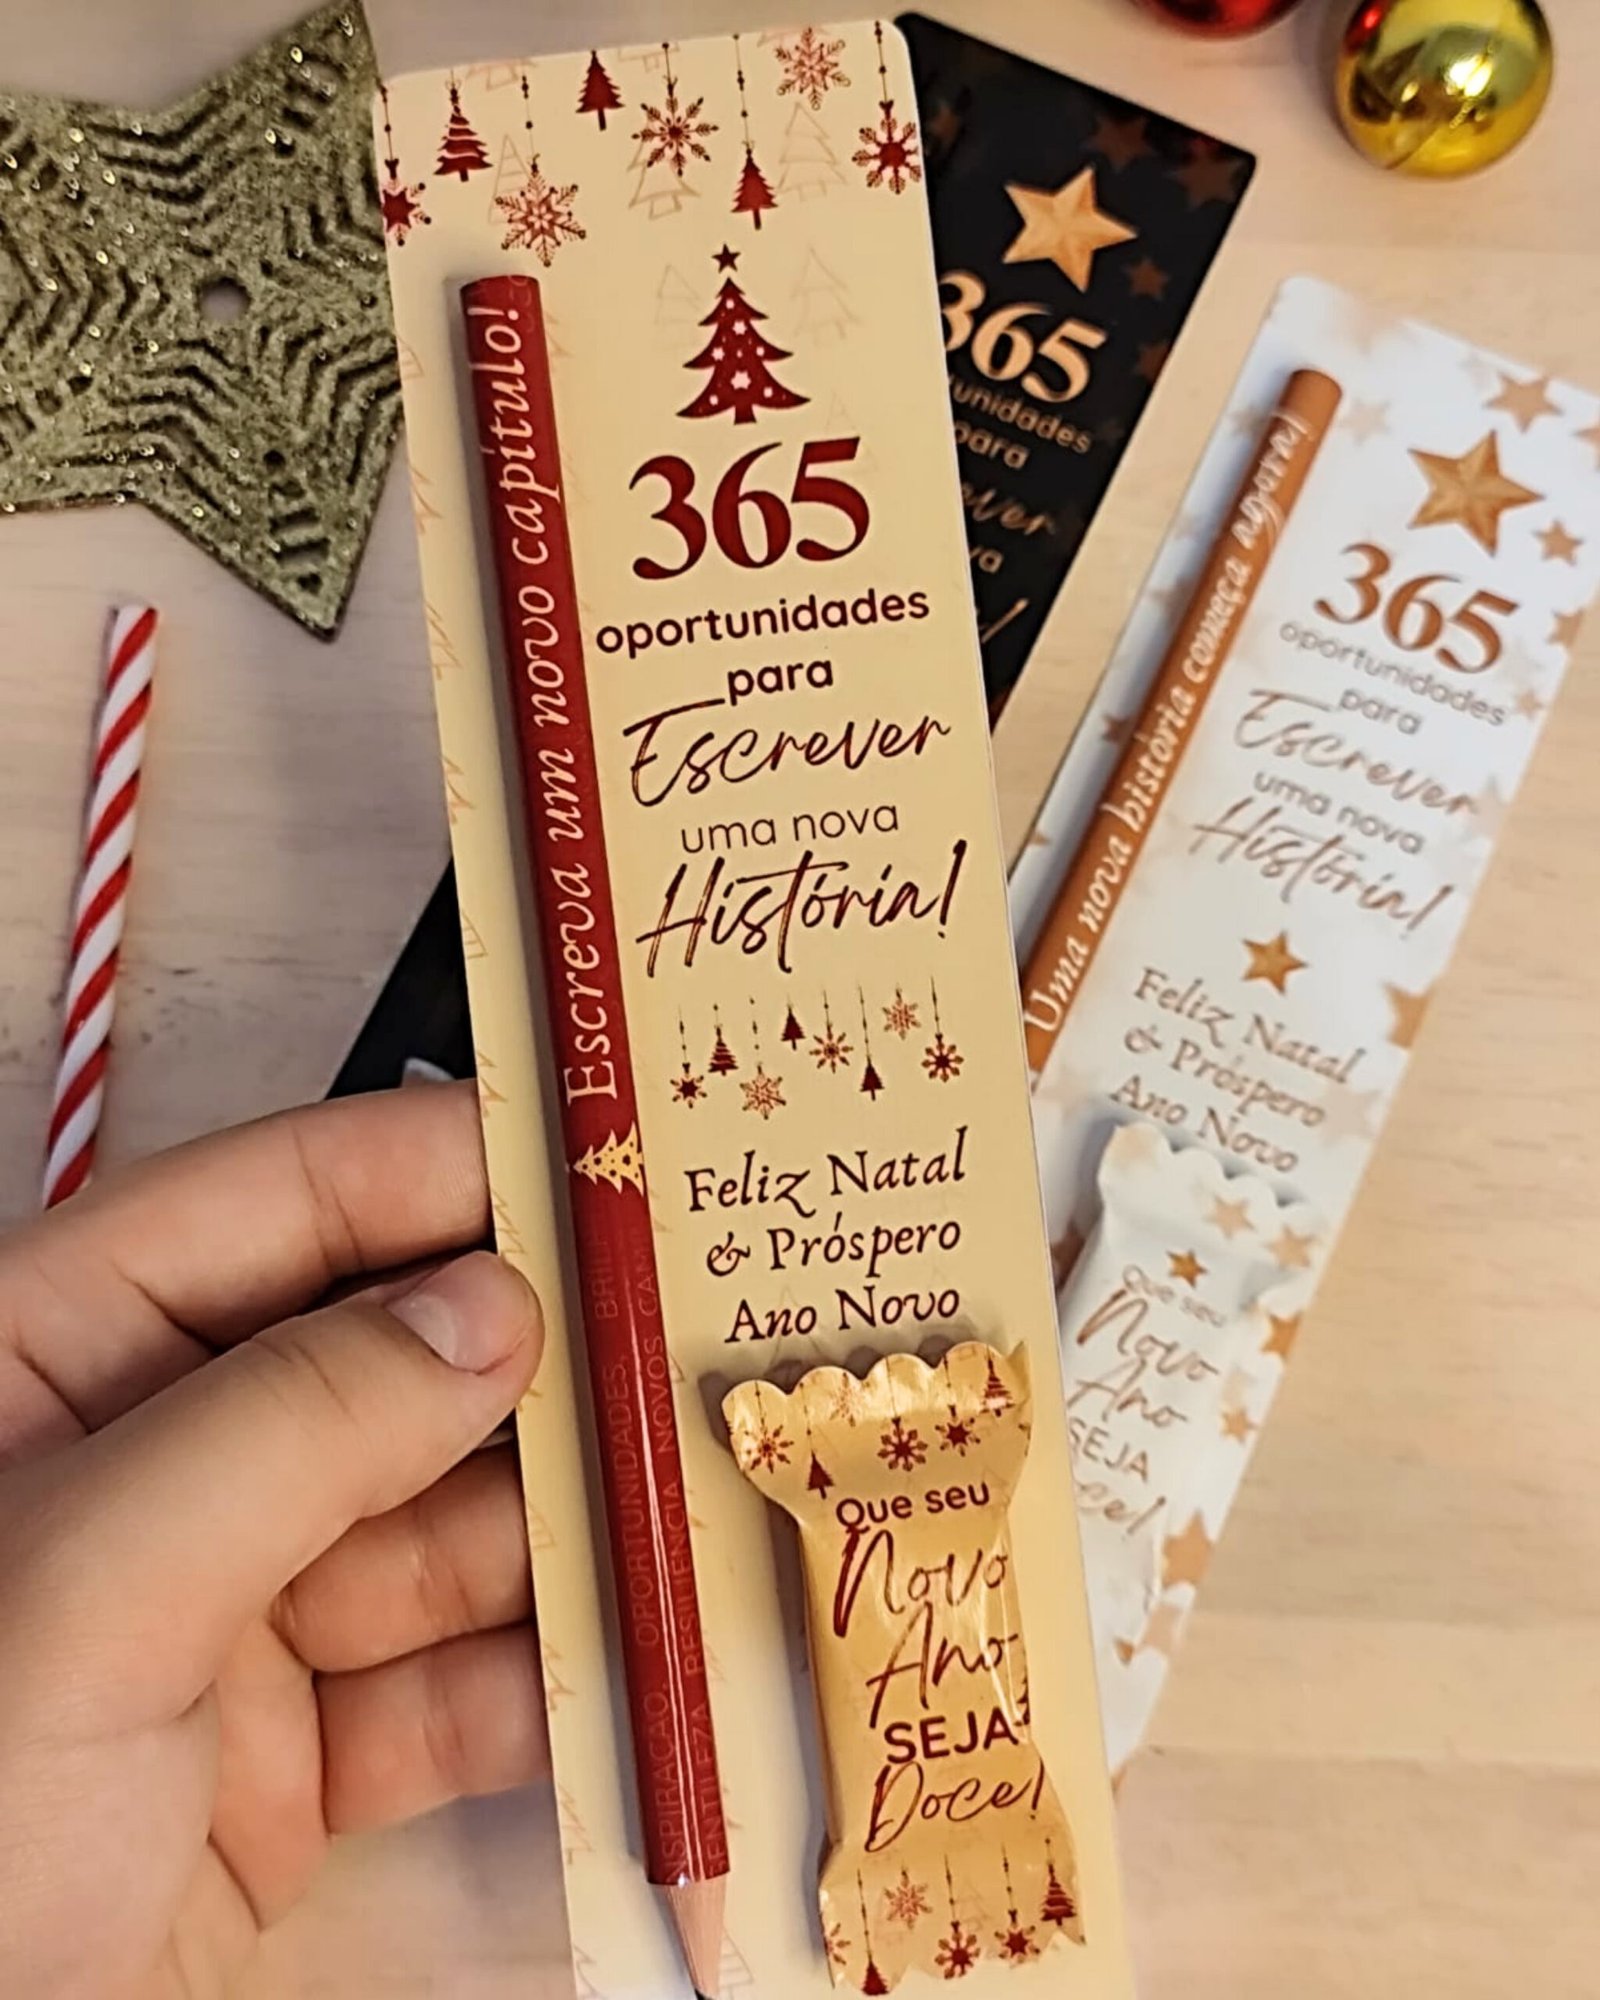 365
oportunidades
para
Escrever
uma nova
História!
Feliz Natal
& Próspero
Ano Novo
Escreva um novo capítulo!
OPORTUNIDADES,
RESILIENCIA NOVOS
Que seu
Novo
Ano
SEJA
Doce!
365
para
365
oportunidades
para
Escrever
uma nova
História!
Feliz Natal
& Próspero
Ano Novo
Uma nova história começa agora!
Que seu
Novo
Ano
SEJA